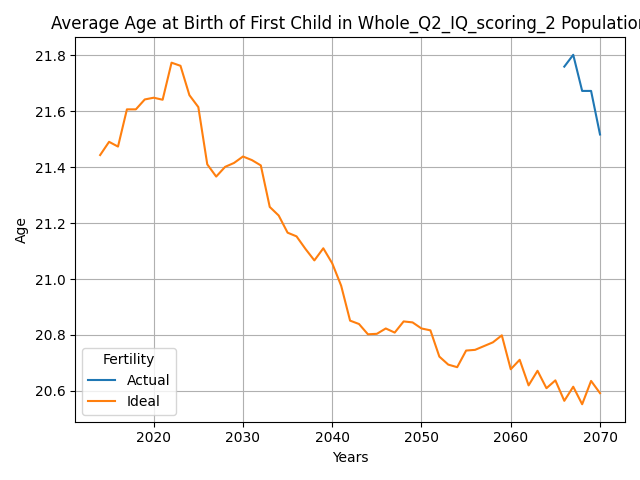 Average Age at Birth of First Child in Whole_Q2_IQ_scoring_2 Population
21.8
21.6
21.4
21.2
21.0
20.8
20.6
Age
Fertility
Actual
Ideal
2020
2030
2040
2050
2060
2070
Years